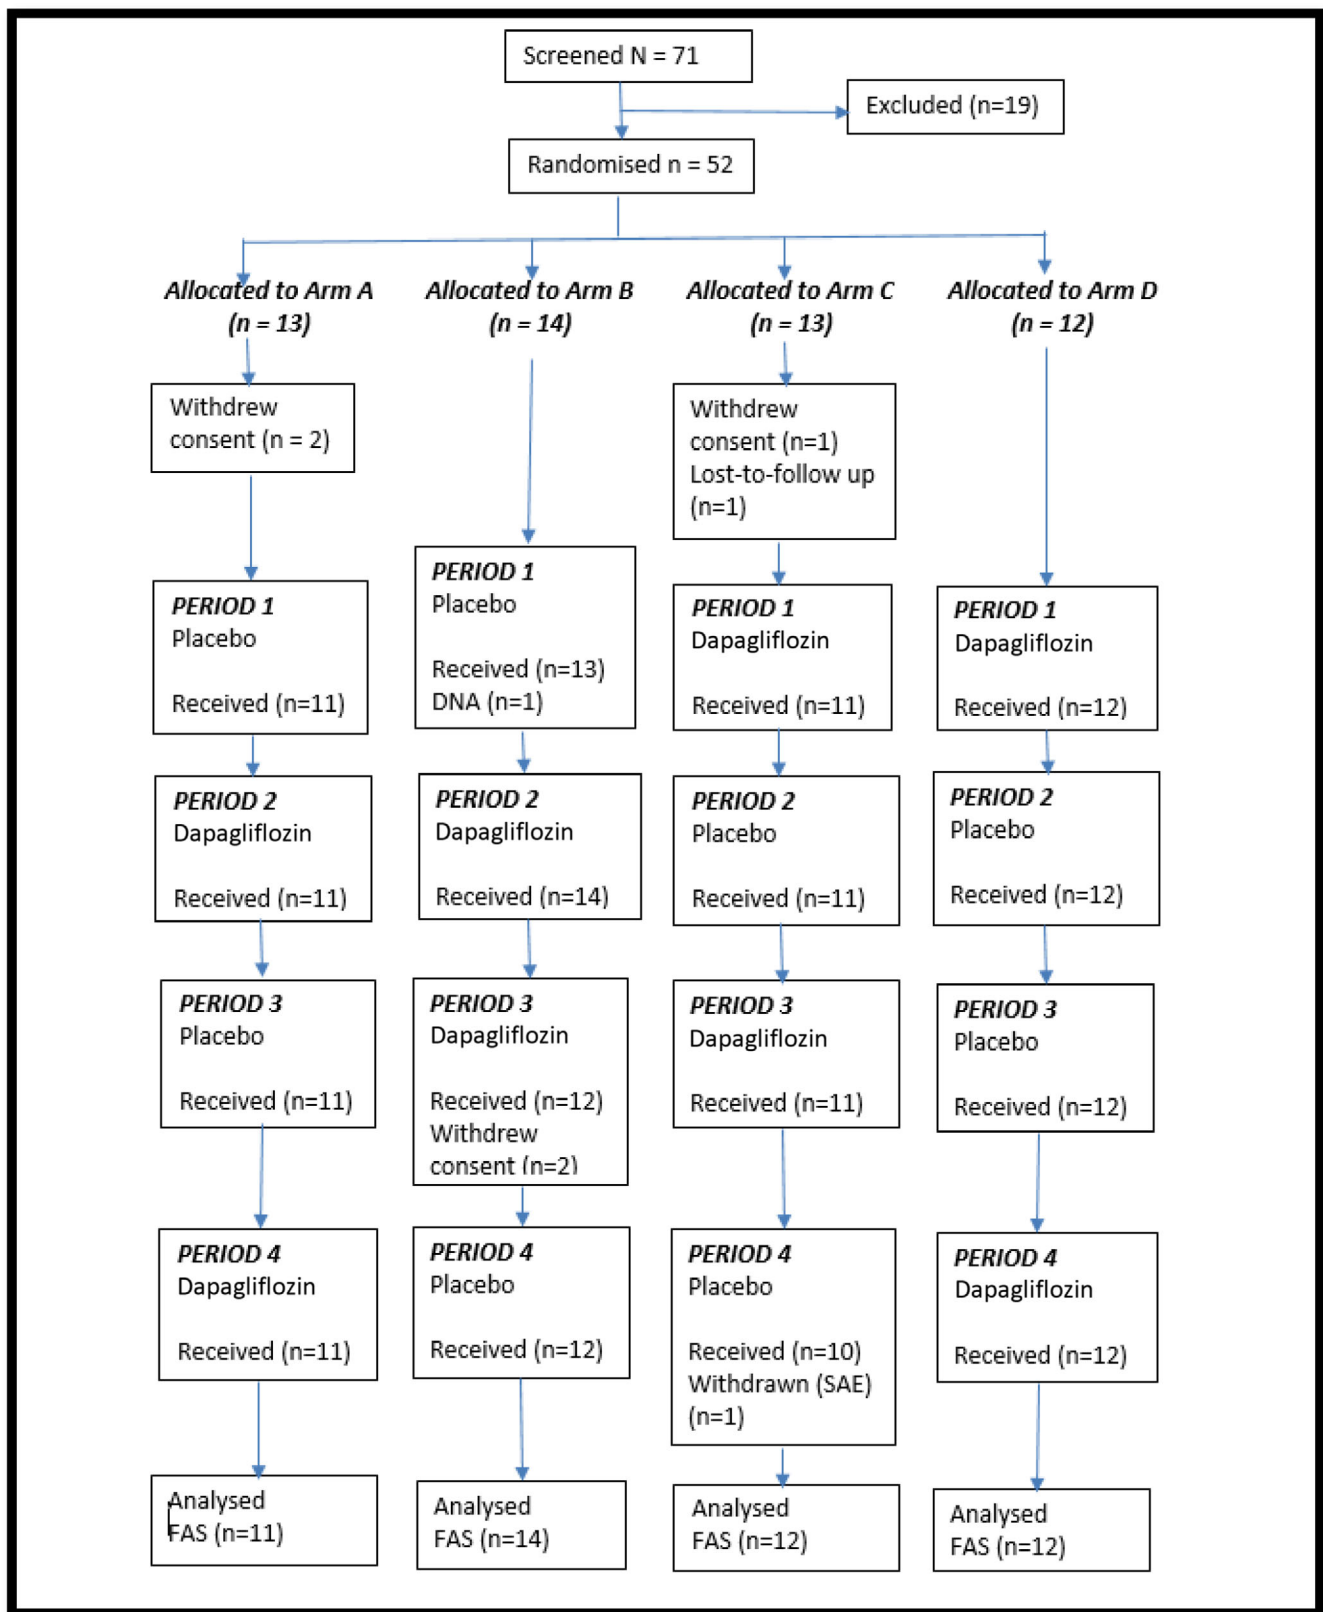 Screened N = 71
Excluded (n=19)
Randomised n = 52
Allocated to Arm A
(n = 13)
Allocated to Arm B
(n = 14)
Allocated to Arm C
(n = 13)
Allocated to Arm D
(n = 12)
Withdrew
consent (n = 2)
Withdrew
consent (n=1)
Lost-to-follow up
(n=1)
PERIOD 1
Placebo
Received (n=11)
PERIOD 1
Placebo
Received (n=13)
DNA (n=1)
PERIOD 1
Dapagliflozin
Received (n=11)
PERIOD 1
Dapagliflozin
Received (n=12)
PERIOD 2
Dapagliflozin
Received (n=11)
PERIOD 2
Dapagliflozin
Received (n=14)
PERIOD 2
Placebo
Received (n=11)
PERIOD 2
Placebo
Received (n=12)
PERIOD 3
Placebo
Received (n=11)
PERIOD 3
Dapagliflozin
Received (n=12)
Withdrew
consent (n=2)
PERIOD 3
Dapagliflozin
Received (n=11)
PERIOD 3
Placebo
Received (n=12)
PERIOD 4
Dapagliflozin
Received (n=11)
PERIOD 4
Placebo
Received (n=12)
PERIOD 4
Placebo
Received (n=10)
Withdrawn (SAE)
(n=1)
PERIOD 4
Dapagliflozin
Received (n=12)
Analysed
FAS (n=11)
Analysed
FAS (n=14)
Analysed
FAS (n=12)
Analysed
FAS (n=12)